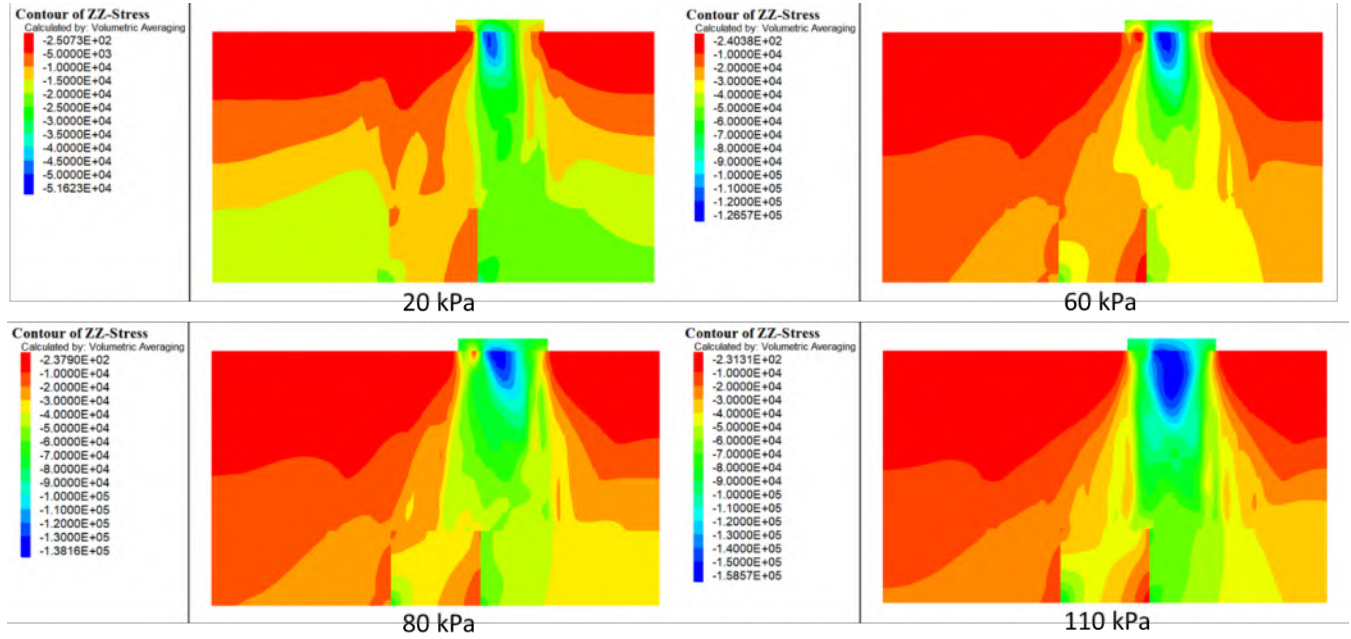 Contour of ZZ-Stress
Calculated by: Volumetric Averaging
-2.5073E+02
-5.0000E+03
-1.0000E+04
-1.5000E+04
-2.0000E+04
-2.5000E+04
-3.0000E+04
-3.5000E+04
-4.0000E+04
-4.5000E+04
-5.0000E+04
-5.1623E+04
20 kPa
Contour of ZZ-Stress
Calculated by: Volumetric Averaging
-2.4038E+02
-1.0000E+04
-2.0000E+04
-3.0000E+04
-4.0000E+04
-5.0000E+04
-6.0000E+04
-7.0000E+04
-8.0000E+04
-9.0000E+04
-1.0000E+05
-1.1000E+05
-1.2000E+05
-1.2657E+05
60 kPa
Contour of ZZ-Stress
Calculated by: Volumetric Averaging
-2.3790E+02
-1.0000E+04
-2.0000E+04
-3.0000E+04
-4.0000E+04
-5.0000E+04
-6.0000E+04
-7.0000E+04
-8.0000E+04
-9.0000E+04
-1.0000E+05
-1.1000E+05
-1.2000E+05
-1.3000E+05
-1.3816E+05
80 kPa
Contour of ZZ-Stress
Calculated by: Volumetric Averaging
-2.3131E+02
-1.0000E+04
-2.0000E+04
-3.0000E+04
-4.0000E+04
-5.0000E+04
-6.0000E+04
-7.0000E+04
-8.0000E+04
-9.0000E+04
-1.0000E+05
-1.1000E+05
-1.2000E+05
-1.3000E+05
-1.4000E+05
-1.5000E+05
-1.5857E+05
110 kPa